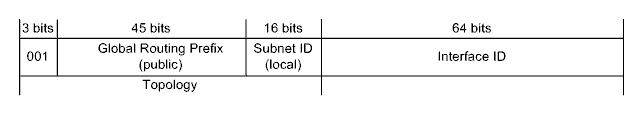 3 bits 45 bits 16 bits 64 bits
001 Global Routing Prefix (public) Subnet ID (local) Interface ID
Topology